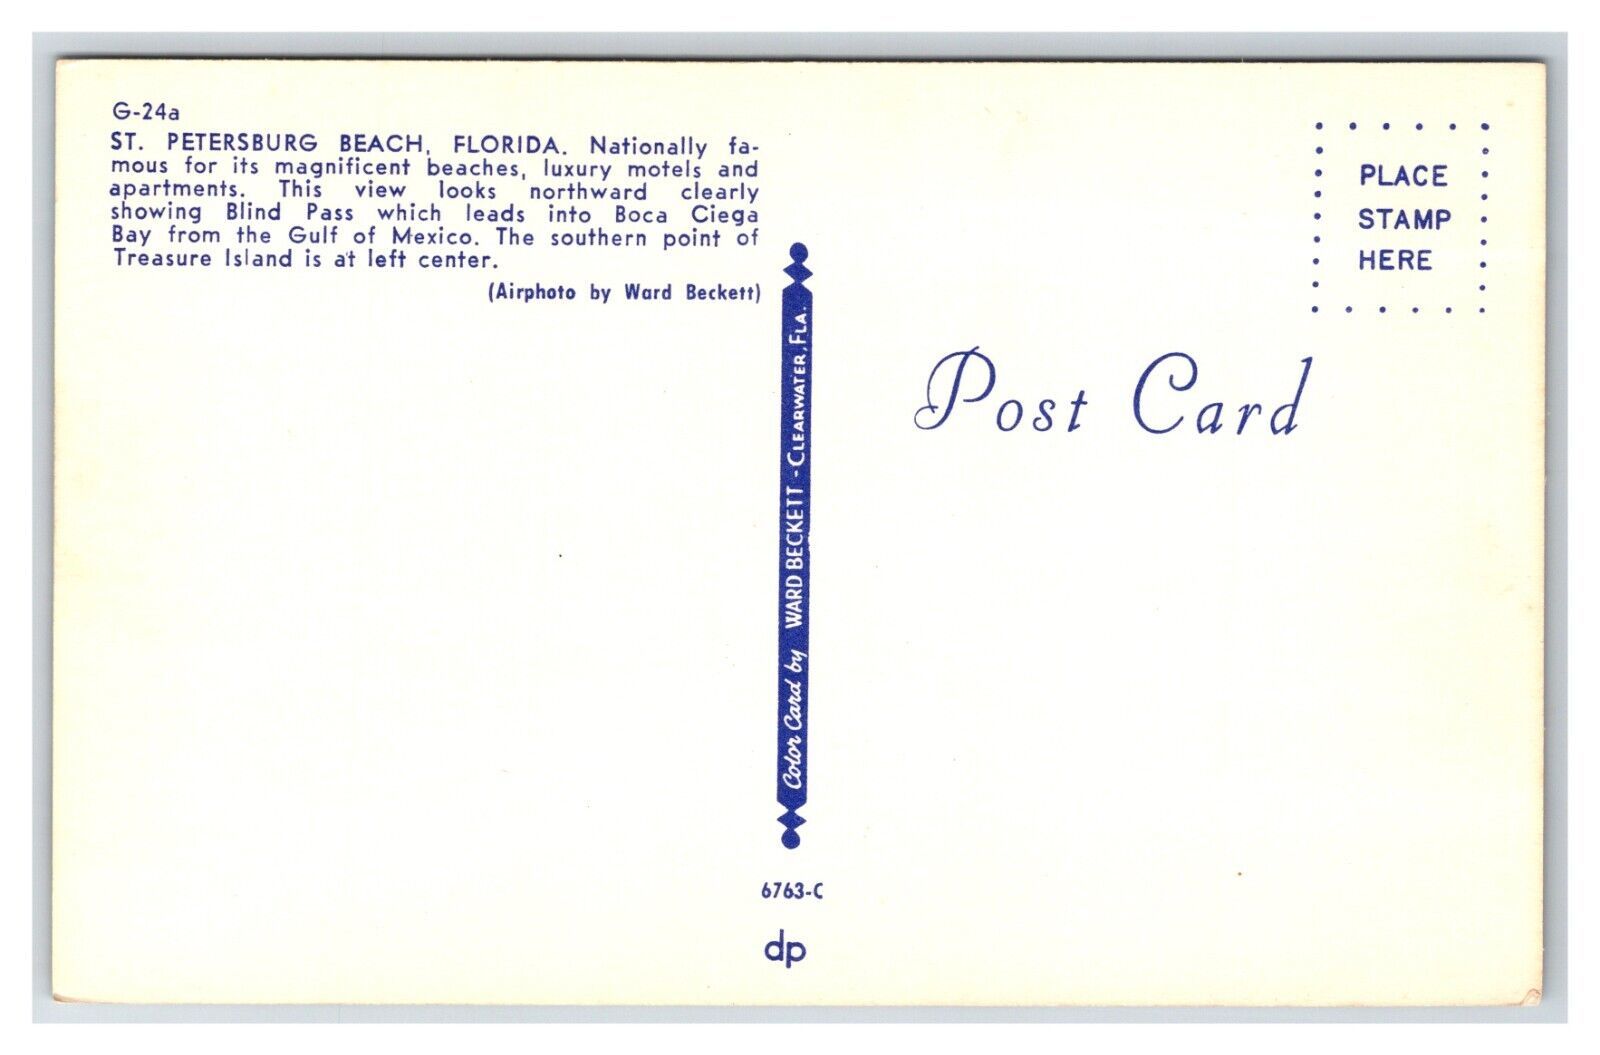 G-24a
ST. PETERSBURG BEACH, FLORIDA. Nationally fa-
mous for its magnificent beaches, luxury motels and
apartments. This view looks northward clearly
showing Blind Pass which leads into Boca Ciega
Bay from the Gulf of Mexico. The southern point of
Treasure Island is at left center.
(Airphoto by Ward Beckett)
Color Card by WARD BECKETT - CLEARWATER, FLA.
6763-C
dp
PLACE
STAMP
HERE
Post Card